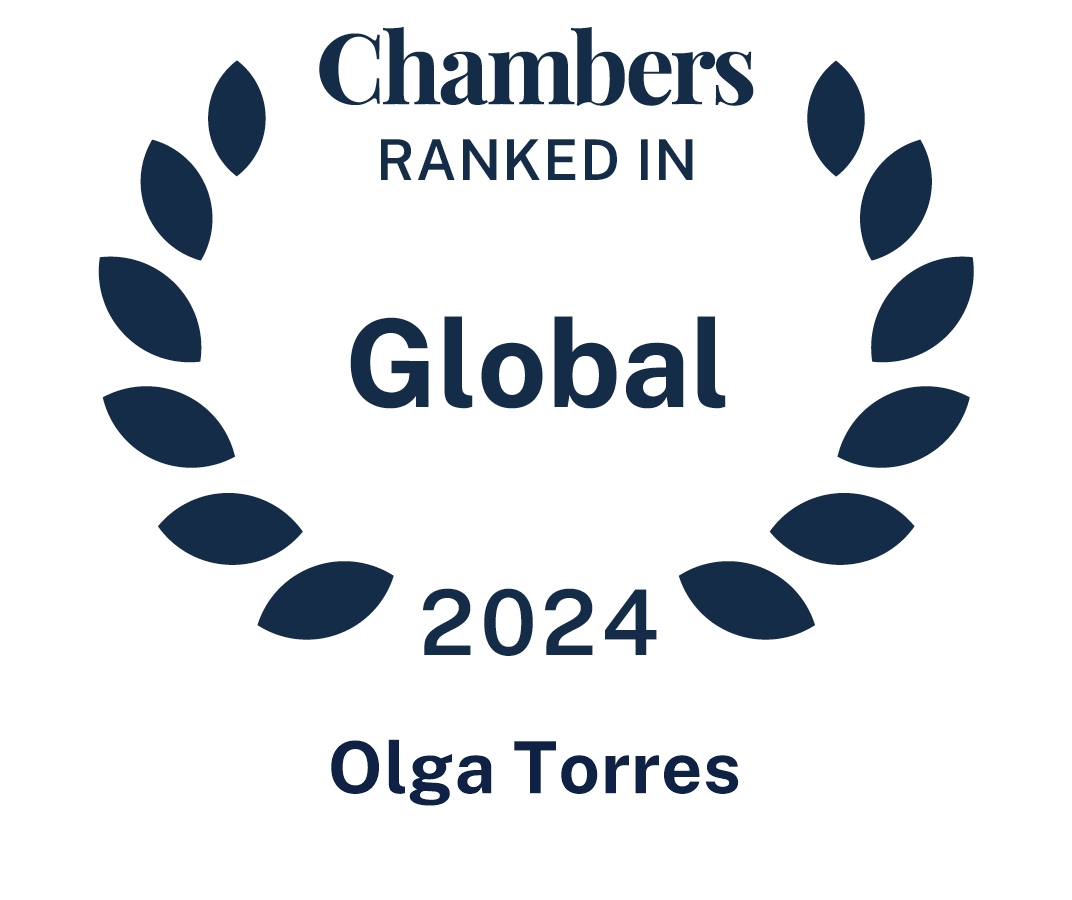 Chambers
RANKED IN
Global
2024
Olga Torres